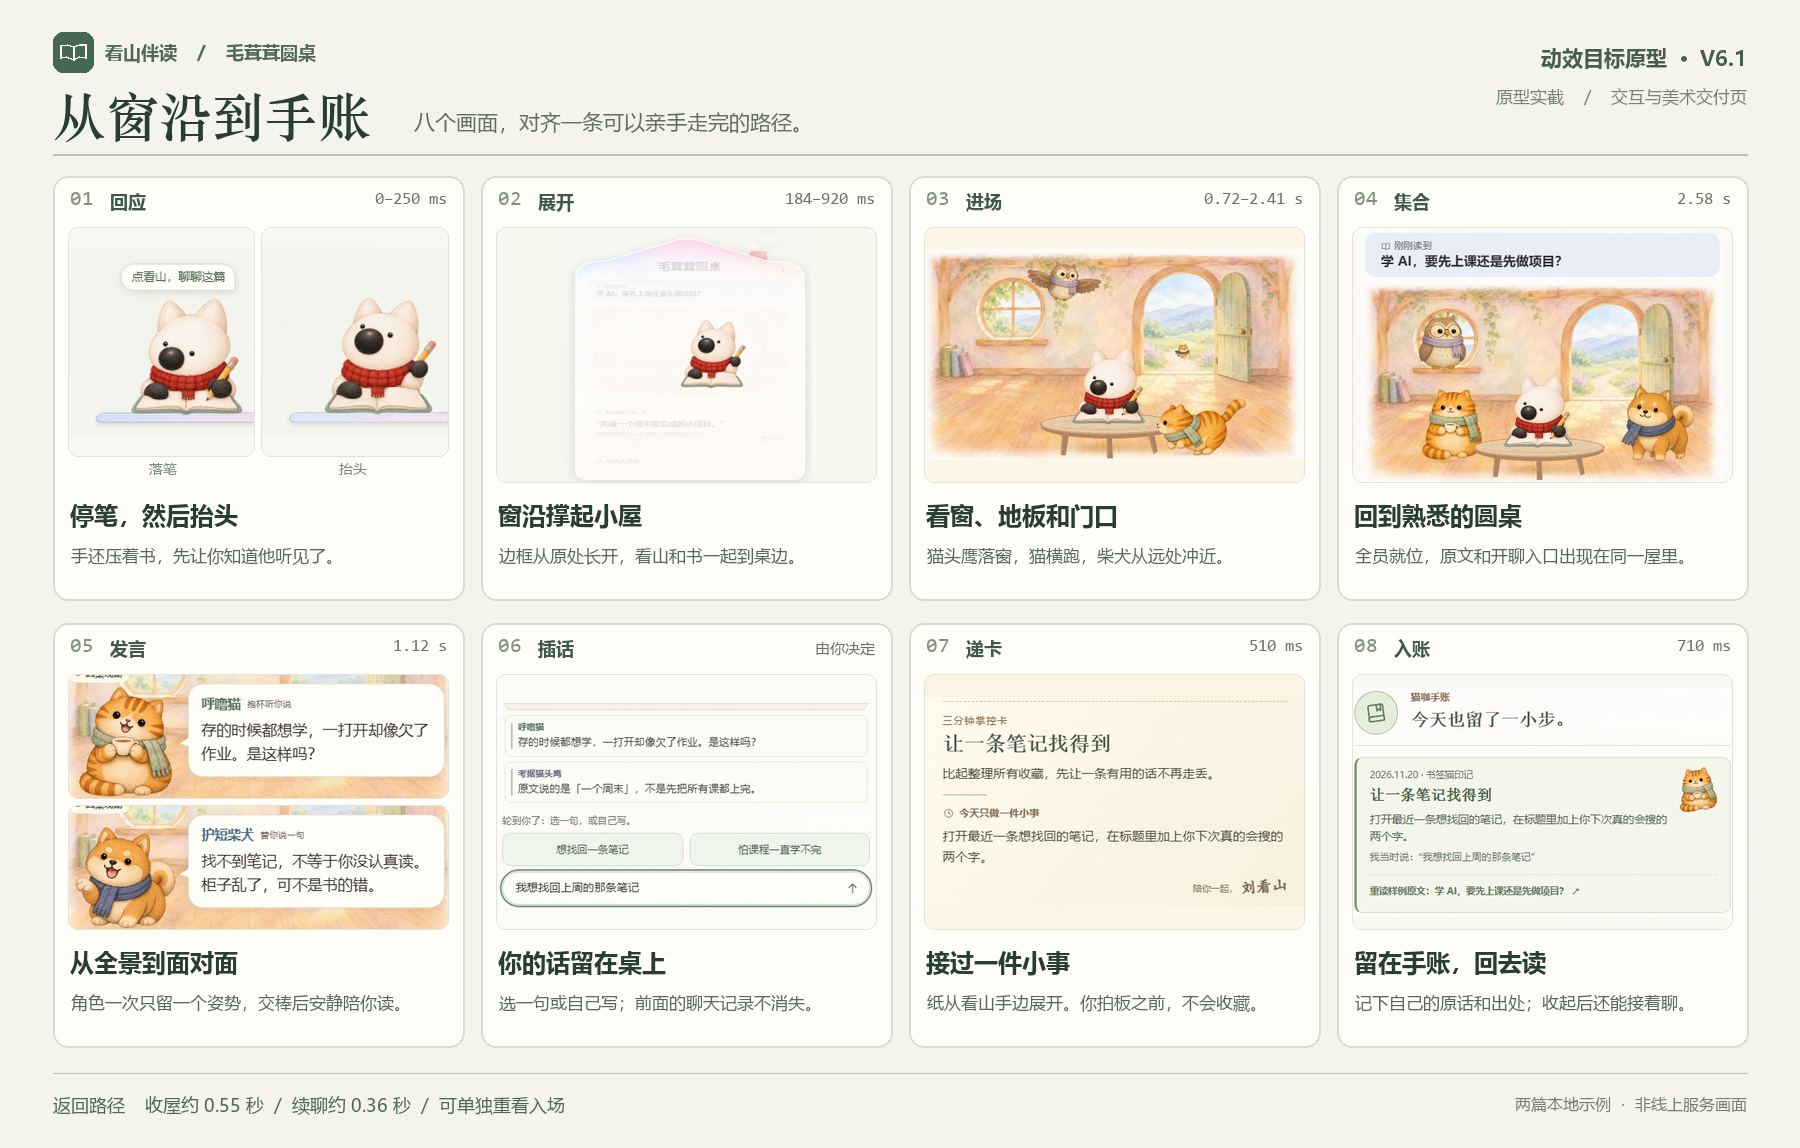 看山伴读 / 毛茸茸圆桌
动效目标原型 • V6.1
从窗沿到手账
八个画面，对齐一条可以亲手走完的路径。
原型实截 / 交互与美术交付页
01 回应 0–250 ms
点看山，聊聊这篇
落笔
抬头
停笔，然后抬头
手还压着书，先让你知道他听见了。
02 展开 184–920 ms
毛茸茸圆桌
学 AI，要先上课还是先做项目？
窗沿撑起小屋
边框从原处长开，看山和书一起到桌边。
03 进场 0.72–2.41 s
看窗、地板和门口
猫头鹰落窗，猫横跑，柴犬从远处冲近。
04 集合 2.58 s
刚刚读到
学 AI，要先上课还是先做项目？
回到熟悉的圆桌
全员就位，原文和开聊入口出现在同一屋里。
05 发言 1.12 s
呼噜猫 抱杯听你说
存的时候都想学，一打开却像欠了
作业。是这样吗？
护短柴犬 替你说一句
找不到笔记，不等于你没认真读。
柜子乱了，可不是书的错。
从全景到面对面
角色一次只留一个姿势，交棒后安静陪你读。
06 插话 由你决定
呼噜猫
存的时候都想学，一打开却像欠了作业。是这样吗？
考据猫头鹰
原文说的是「一个周末」，不是先把所有课都上完。
轮到你了：选一句，或自己写。
想找回一条笔记
怕课程一直学不完
我想找回上周的那条笔记
你的话留在桌上
选一句或自己写；前面的聊天记录不消失。
07 递卡 510 ms
三分钟掌控卡
让一条笔记找得到
比起整理所有收藏，先让一条有用的话不再走丢。
今天只做一件小事
打开最近一条想找回的笔记，在标题里加上你下次真的会搜的
两个字。
陪你一起， 刘看山
接过一件小事
纸从看山手边展开。你拍板之前，不会收藏。
08 入账 710 ms
猫咖手账
今天也留了一小步。
2026.11.20 · 书签猫印记
让一条笔记找得到
打开最近一条想找回的笔记，在标题里加上你下次真的会搜的
两个字。
我当时说：“我想找回上周的那条笔记”
重读样例原文：学 AI，要先上课还是先做项目？ ↗
留在手账，回去读
记下自己的原话和出处；收起后还能接着聊。
返回路径 收屋约 0.55 秒 / 续聊约 0.36 秒 / 可单独重看入场
两篇本地示例 · 非线上服务画面